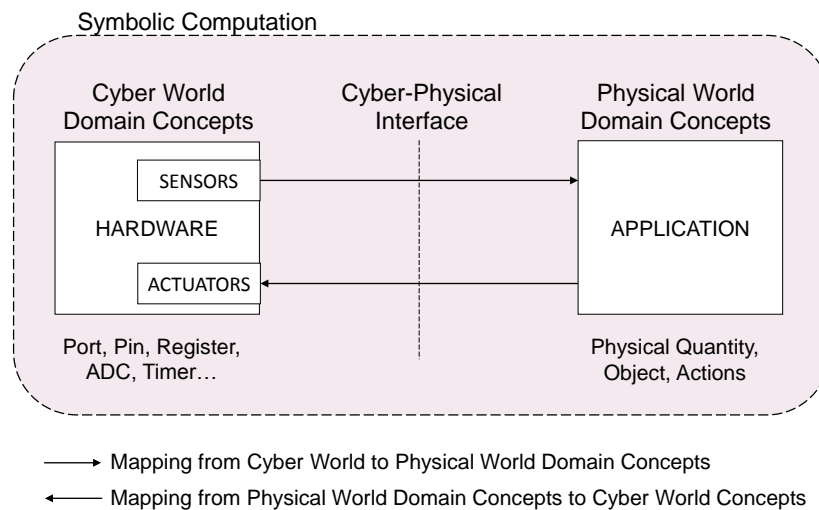 Symbolic Computation
Cyber World
Domain Concepts
Cyber-Physical
Interface
Physical World
Domain Concepts
SENSORS
HARDWARE
ACTUATORS
APPLICATION
Port, Pin, Register,
ADC, Timer…
Physical Quantity,
Object, Actions
Mapping from Cyber World to Physical World Domain Concepts
Mapping from Physical World Domain Concepts to Cyber World Concepts